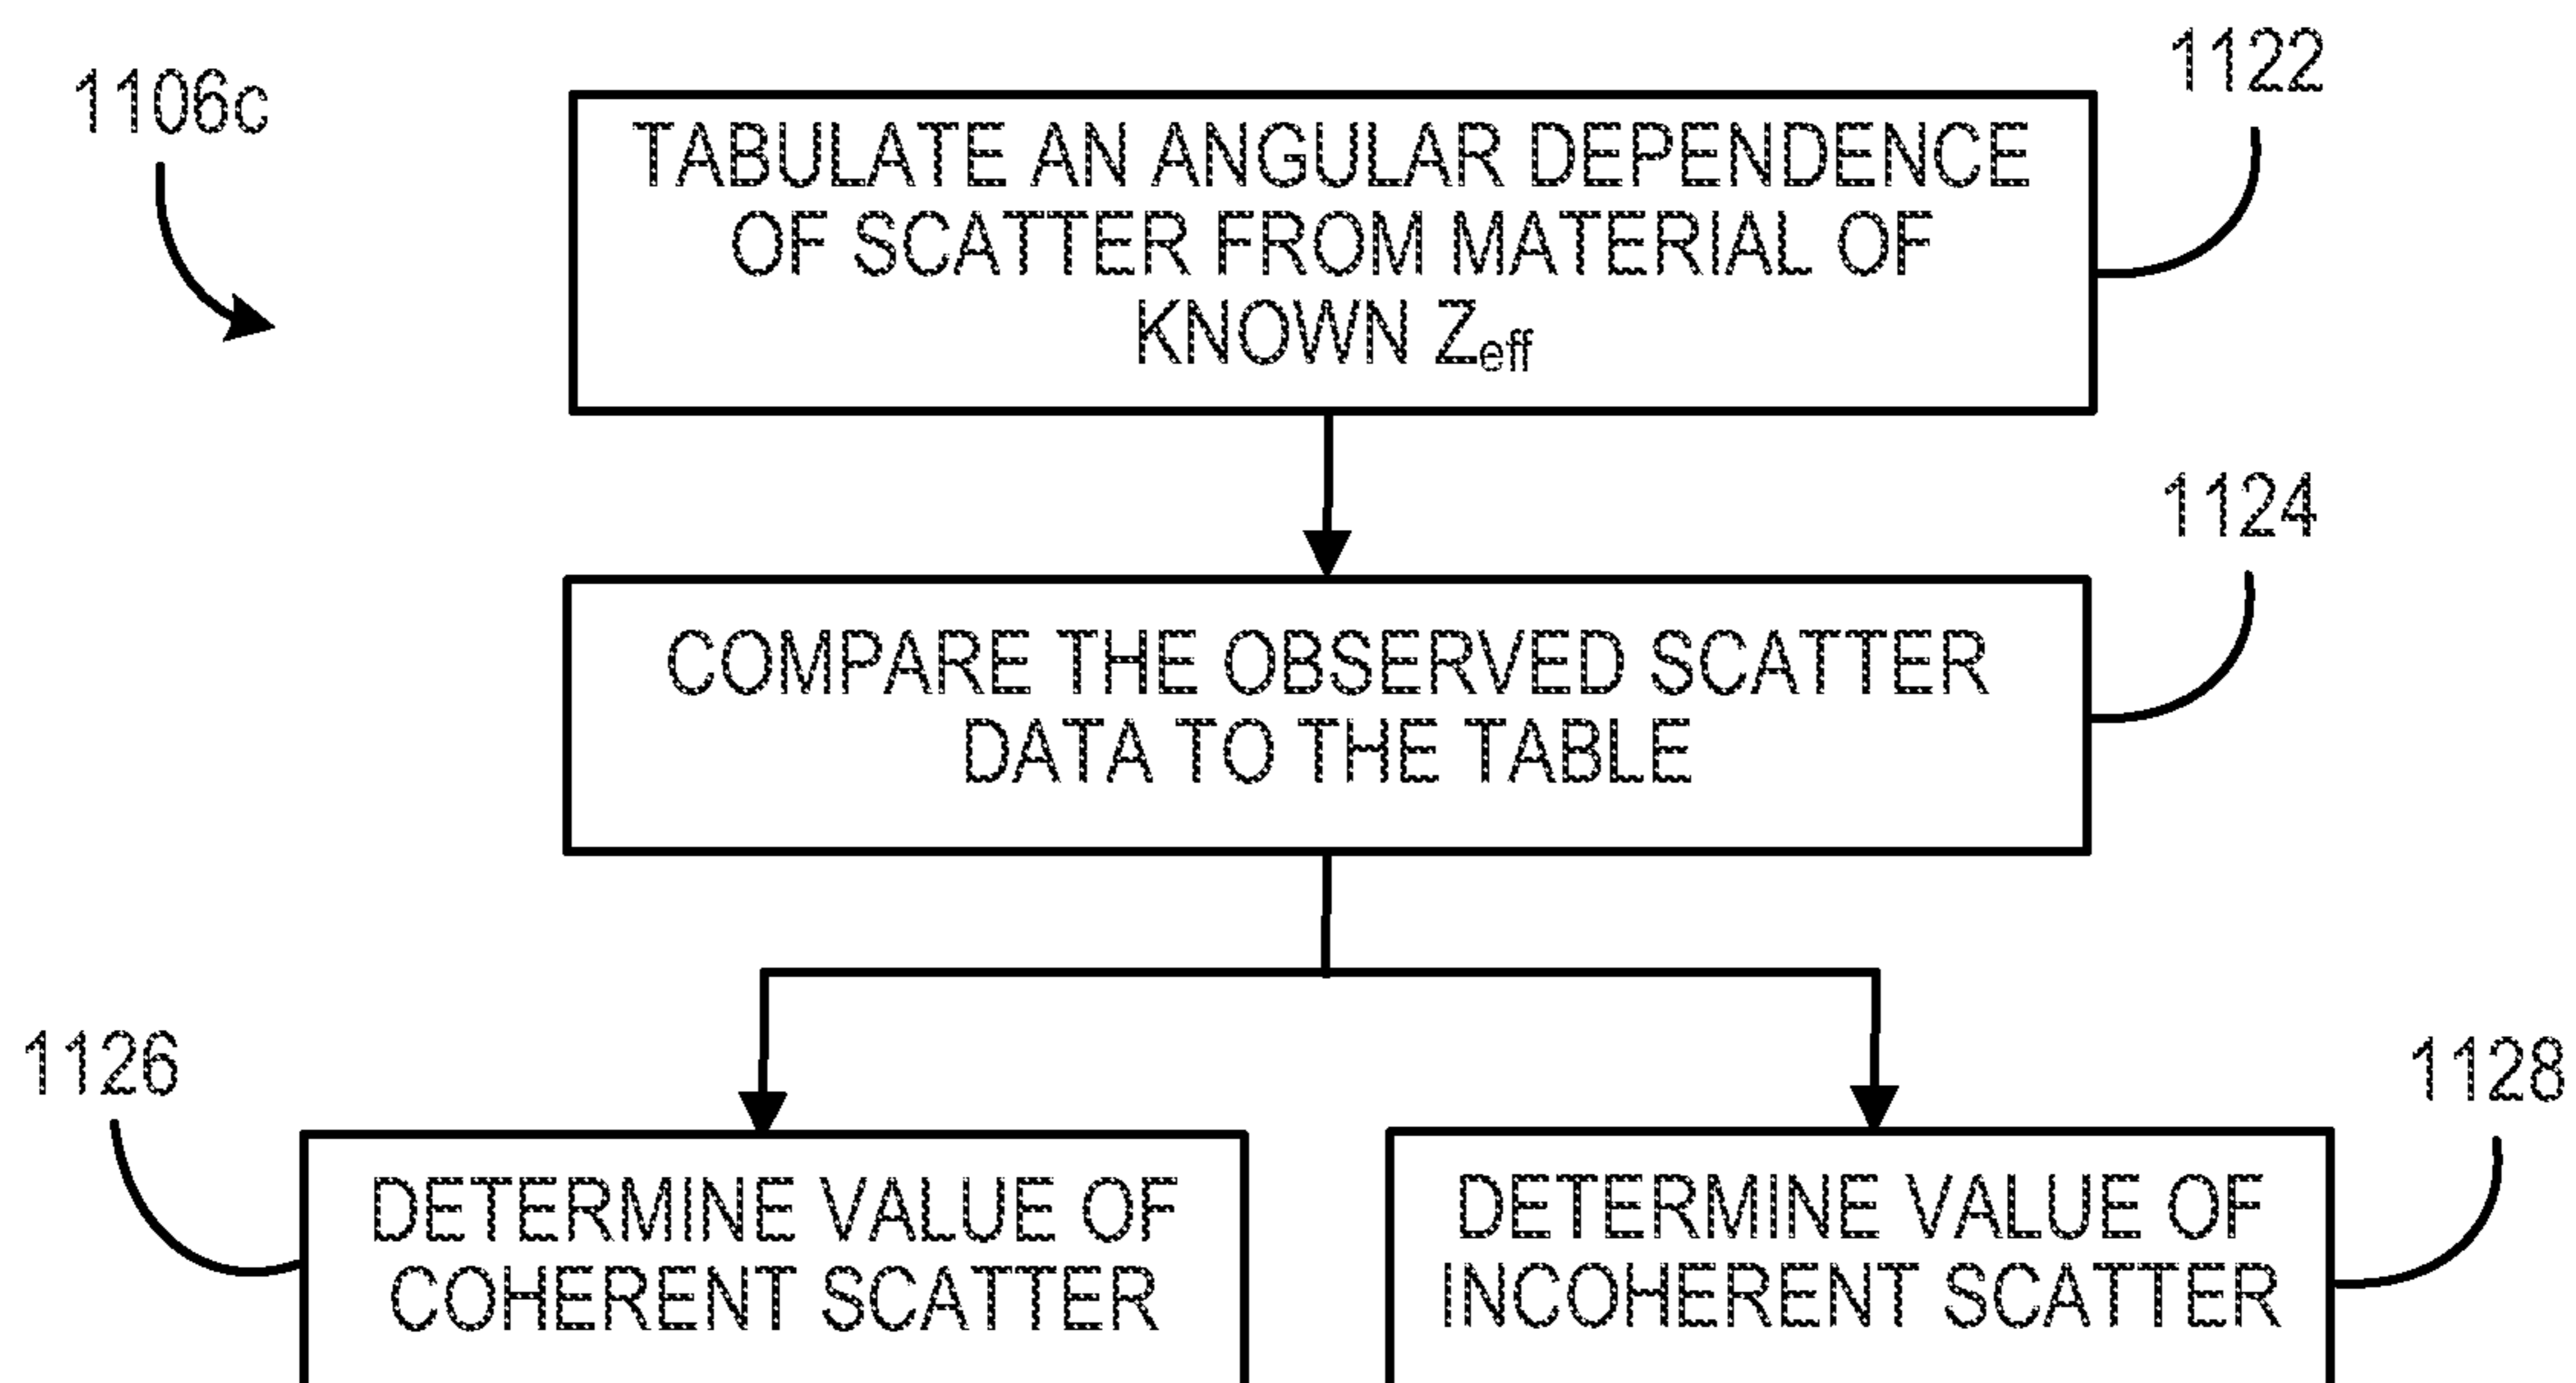 1106c
1122
TABULATE AN ANGULAR DEPENDENCE
OF SCATTER FROM MATERIAL OF
KNOWN Zeff
1124
COMPARE THE OBSERVED SCATTER
DATA TO THE TABLE
1126
1128
DETERMINE VALUE OF
COHERENT SCATTER
DETERMINE VALUE OF
INCOHERENT SCATTER